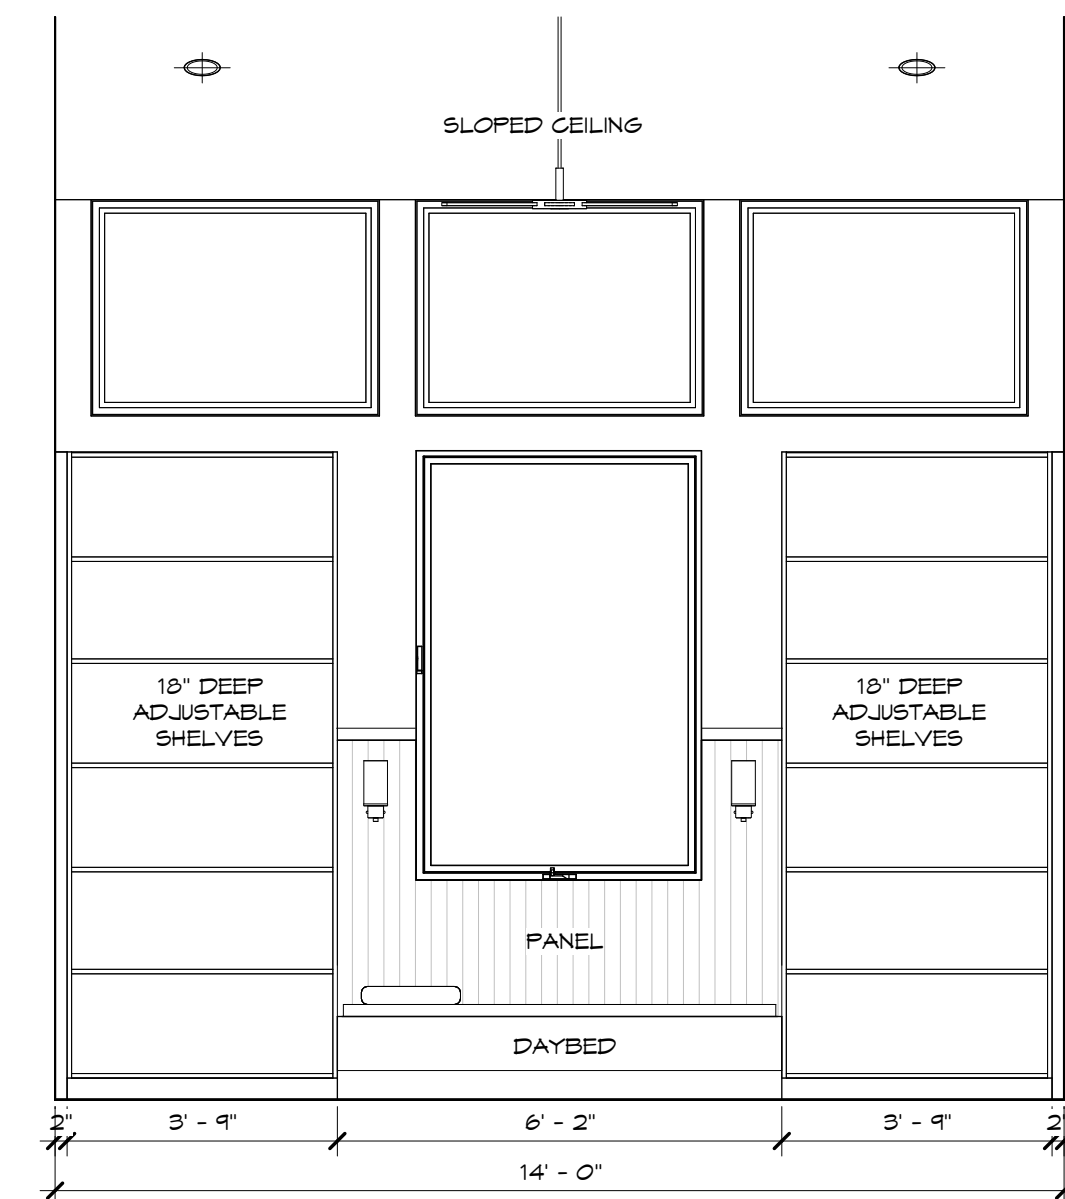 SLOPED CEILING
18" DEEP
ADJUSTABLE
SHELVES
18" DEEP
ADJUSTABLE
SHELVES
PANEL
DAYBED
2" 3' - 9" 6' - 2" 3' - 9" 2"
14' - 0"